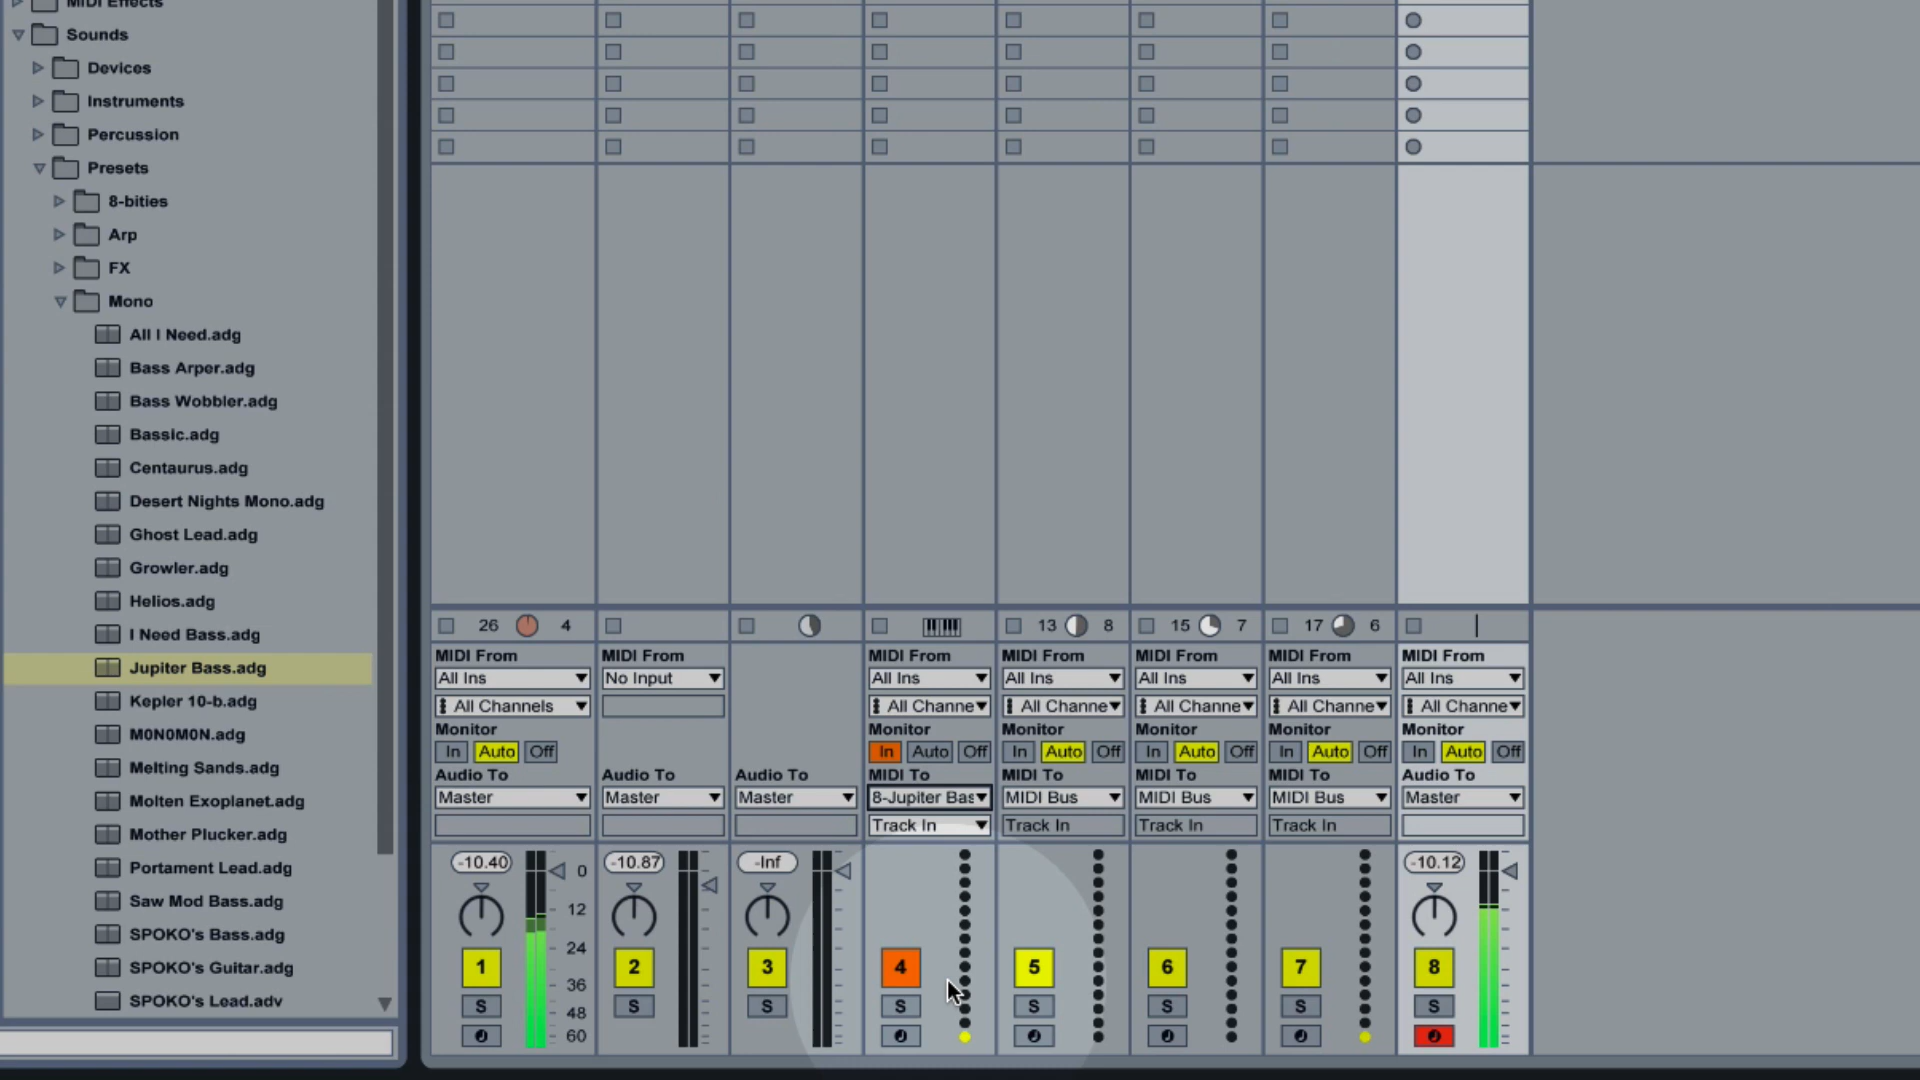 MIDI Effects
Sounds
Devices
Instruments
Percussion
Presets
8-bities
Arp
FX
Mono
All I Need.adg
Bass Arper.adg
Bass Wobbler.adg
Bassic.adg
Centaurus.adg
Desert Nights Mono.adg
Ghost Lead.adg
Growler.adg
Helios.adg
I Need Bass.adg
Jupiter Bass.adg
Kepler 10-b.adg
M0N0M0N.adg
Melting Sands.adg
Molten Exoplanet.adg
Mother Plucker.adg
Portament Lead.adg
Saw Mod Bass.adg
SPOKO's Bass.adg
SPOKO's Guitar.adg
SPOKO's Lead.adv
26 4 13 8 15 7 17 6
MIDI From MIDI From MIDI From MIDI From MIDI From MIDI From MIDI From
All Ins No Input All Ins All Ins All Ins All Ins All Ins
All Channels All Channe All Channe All Channe All Channe All Channe
Monitor Monitor Monitor Monitor Monitor Monitor
In Auto Off In Auto Off In Auto Off In Auto Off In Auto Off In Auto Off
Audio To Audio To Audio To MIDI To MIDI To MIDI To MIDI To Audio To
Master Master Master 8-Jupiter Bas MIDI Bus MIDI Bus MIDI Bus Master
Track In Track In Track In Track In
-10.40 0 -10.87 -Inf -10.12
12
24
1 2 3 4 5 6 7 8
36
S S S S S S S S
48
60